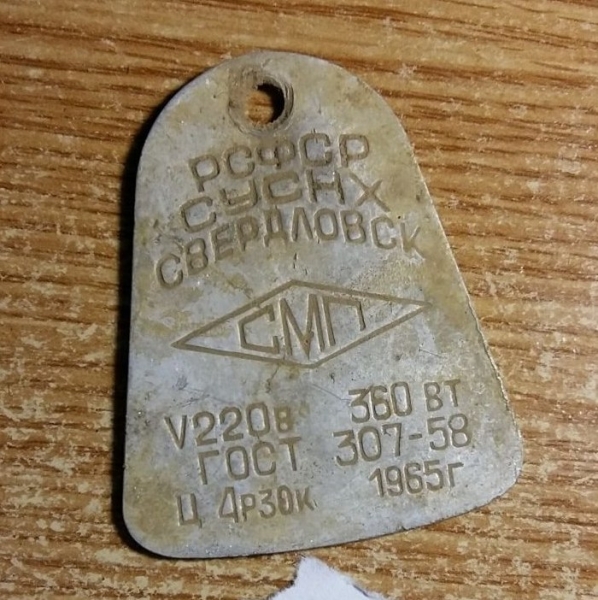 РСФСР
СУСНХ
СВЕРДЛОВСК
СМП
V220в 360 вт
ГОСТ 307-58
Ц 4р30к 1965г